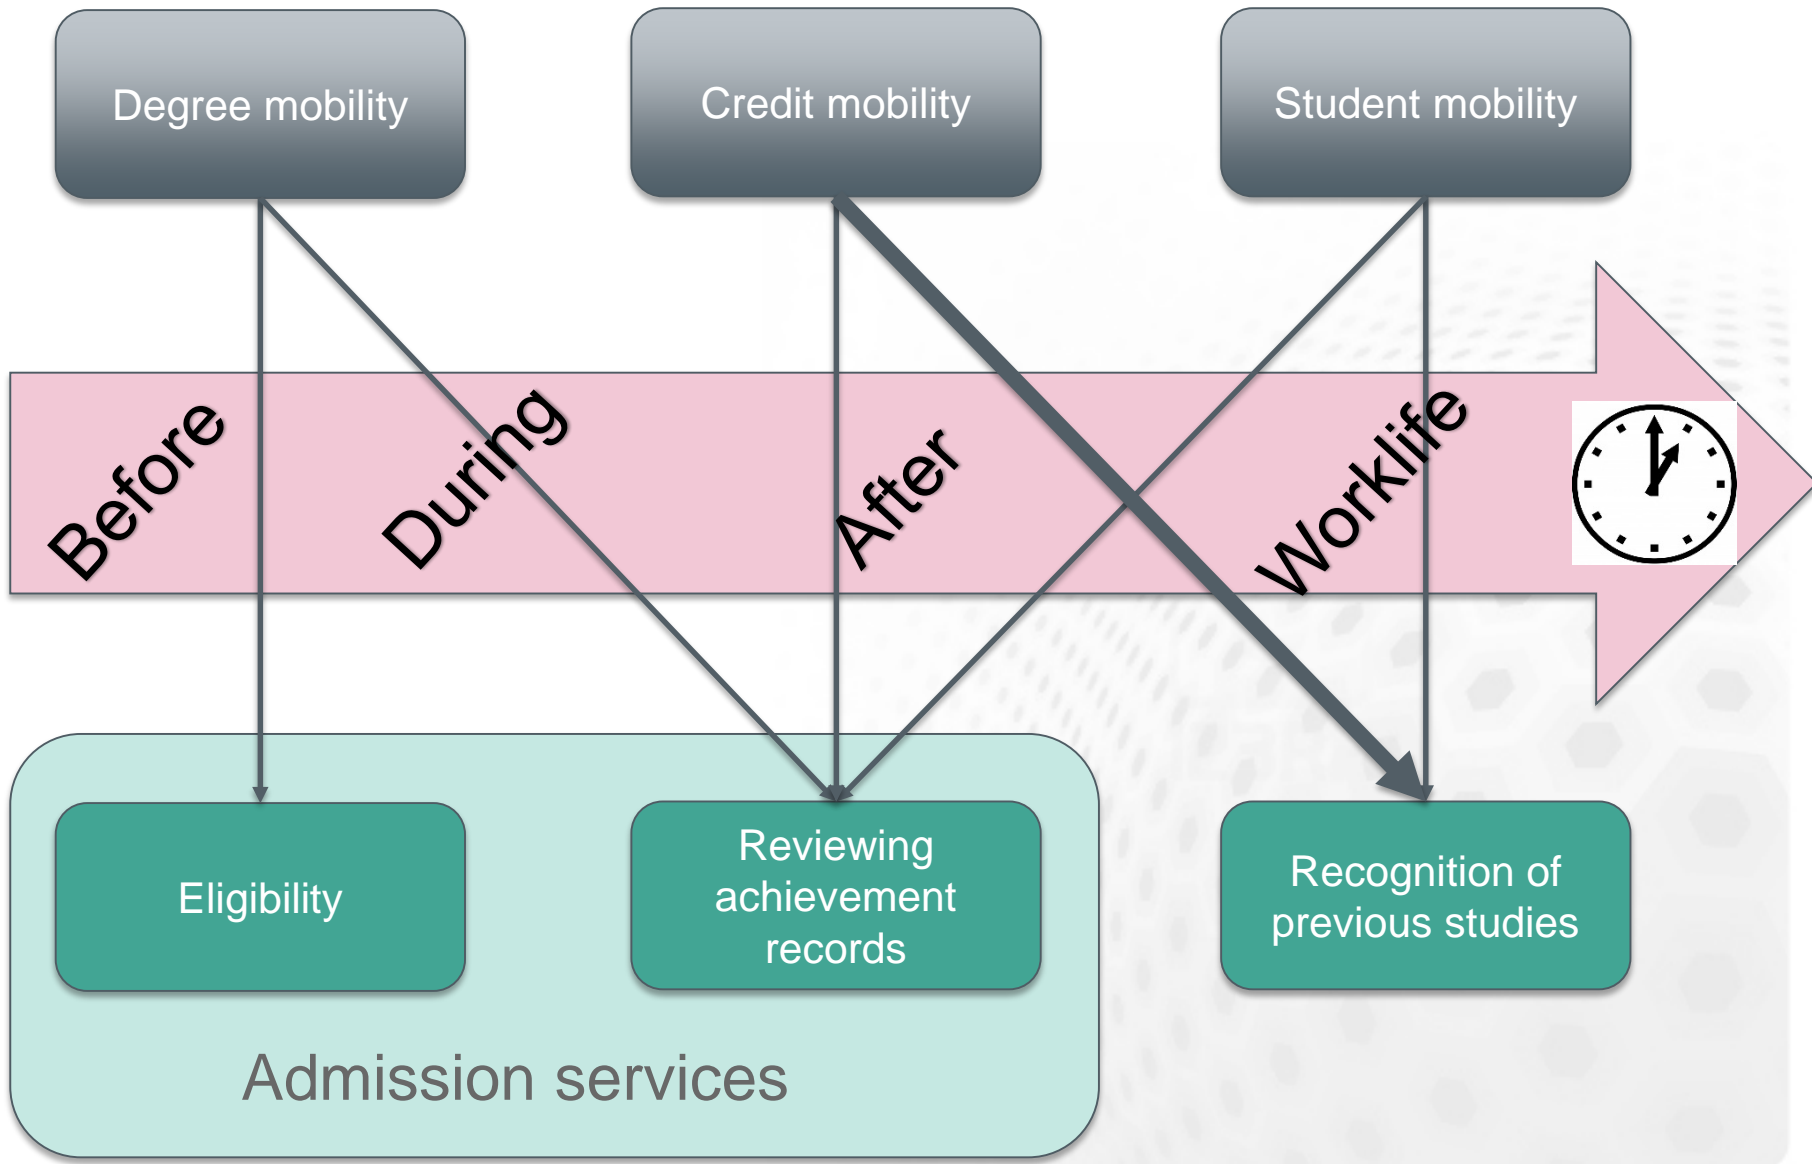 Degree mobility
Credit mobility
Student mobility
Before
During
After
Worklife
Eligibility
Reviewing
achievement
records
Recognition of
previous studies
Admission services